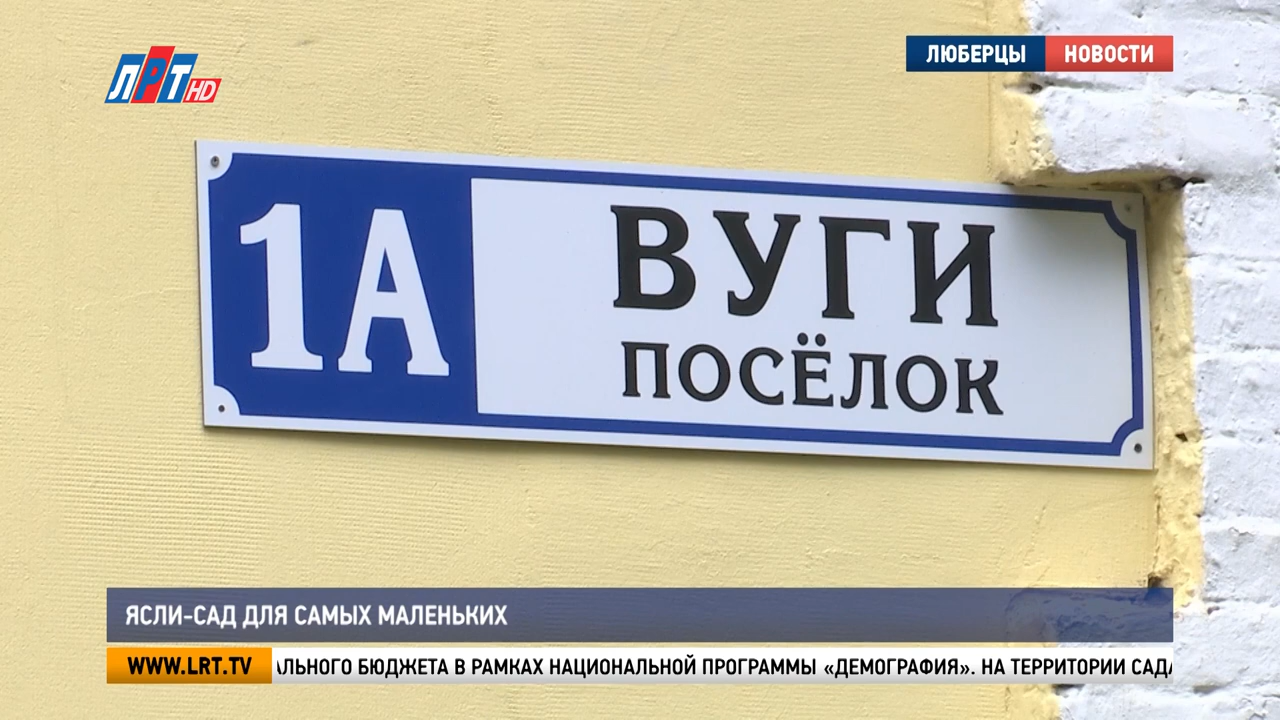 ЛРТ HD
ЛЮБЕРЦЫ НОВОСТИ
1А
ВУГИ
ПОСЁЛОК
ЯСЛИ-САД ДЛЯ САМЫХ МАЛЕНЬКИХ
WWW.LRT.TV
АЛЬНОГО БЮДЖЕТА В РАМКАХ НАЦИОНАЛЬНОЙ ПРОГРАММЫ «ДЕМОГРАФИЯ». НА ТЕРРИТОРИИ САДА